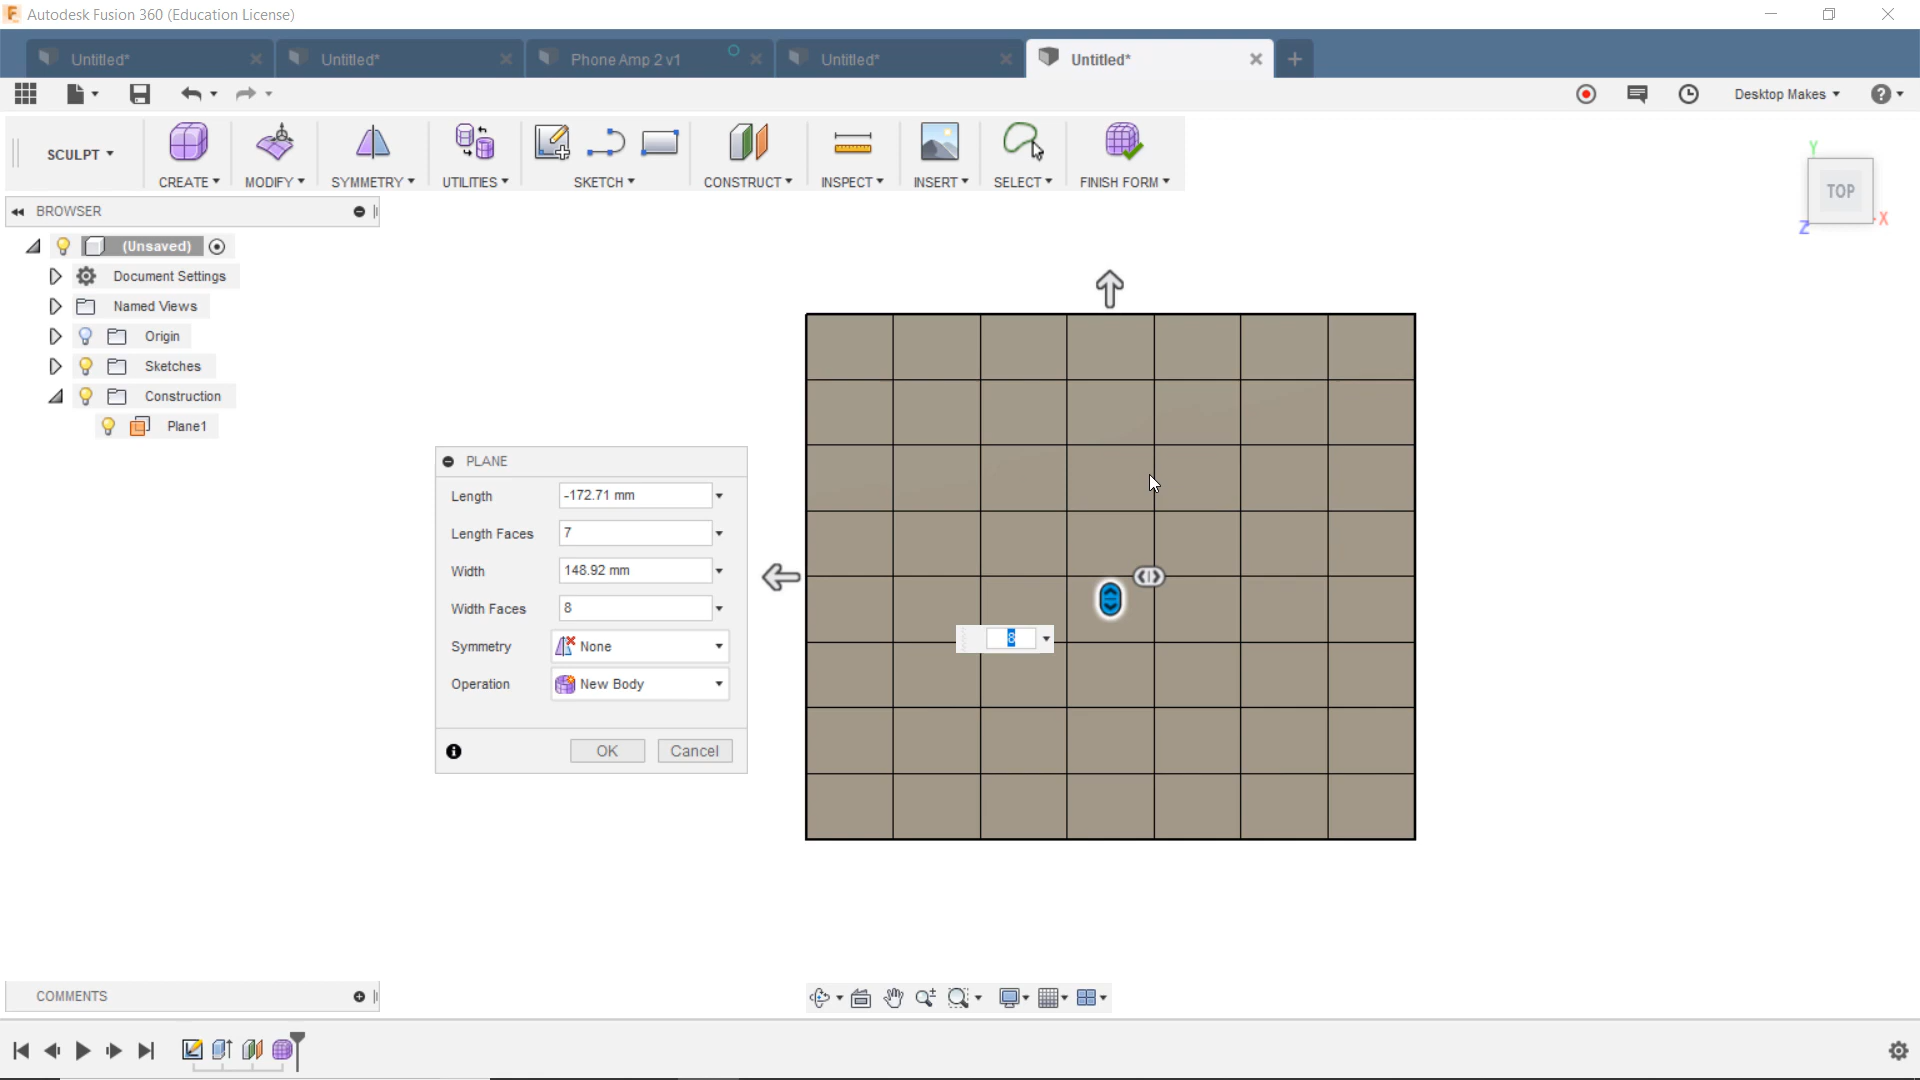 Autodesk Fusion 360 (Education License)
Untitled* Untitled* Phone Amp 2 v1 Untitled* Untitled*
Desktop Makes
SCULPT
CREATE MODIFY SYMMETRY UTILITIES SKETCH CONSTRUCT INSPECT INSERT SELECT FINISH FORM
Y
TOP
X
Z
BROWSER
(Unsaved)
Document Settings
Named Views
Origin
Sketches
Construction
Plane1
PLANE
Length -172.71 mm
Length Faces 7
Width 148.92 mm
Width Faces 8
Symmetry None
Operation New Body
OK Cancel
8
COMMENTS